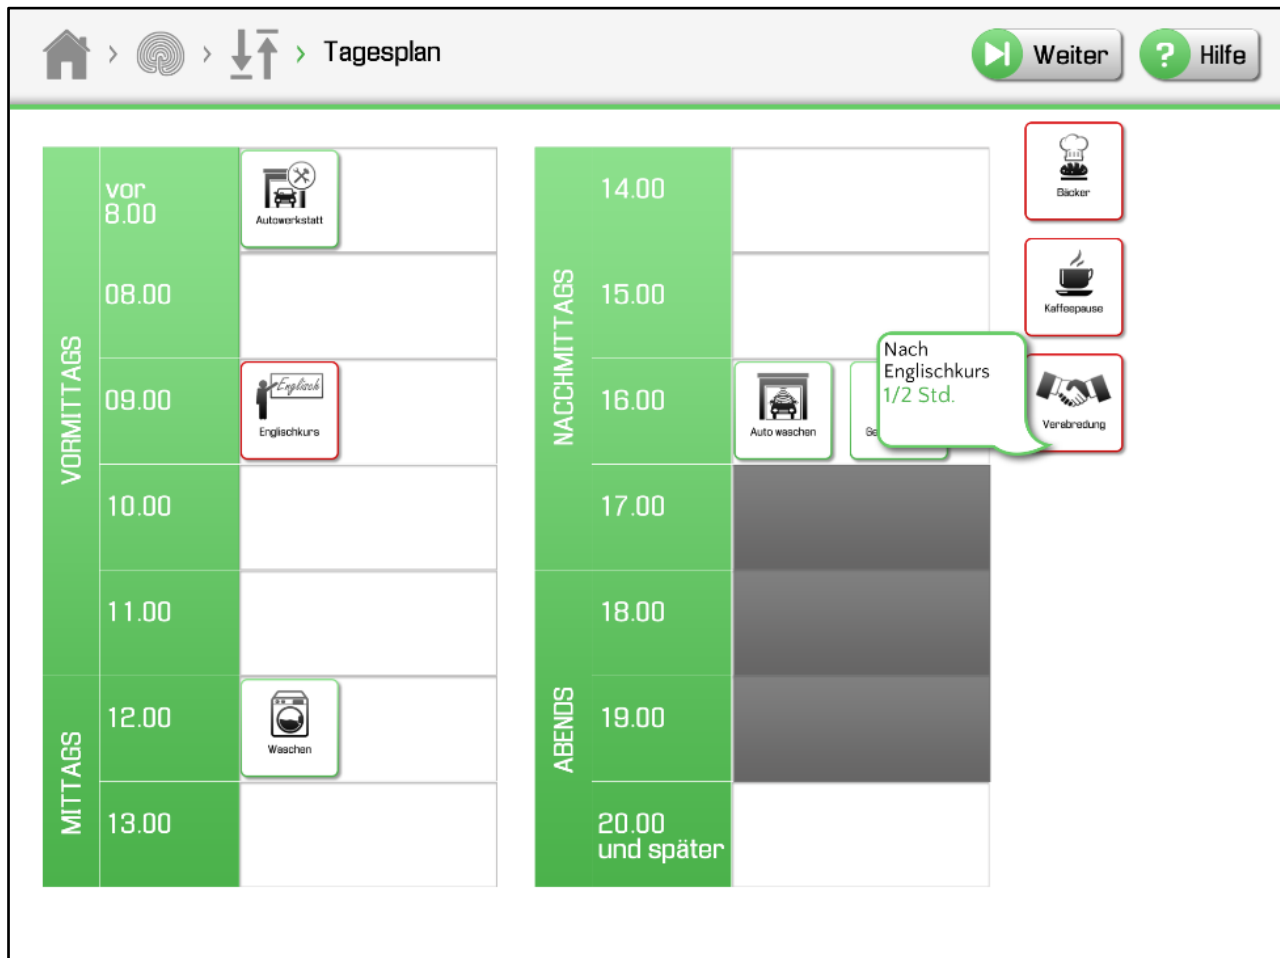 Tagesplan
Weiter
Hilfe
VORMITTAGS
vor
8.00
Autowerkstatt
08.00
09.00
Englisch
Englischkurs
10.00
11.00
MITTAGS
12.00
Waschen
13.00
NACCHMITTAGS
14.00
15.00
16.00
Auto waschen
Ge
17.00
ABENDS
18.00
19.00
20.00
und später
Bäcker
Kaffeepause
Nach
Englischkurs
1/2 Std.
Verabredung